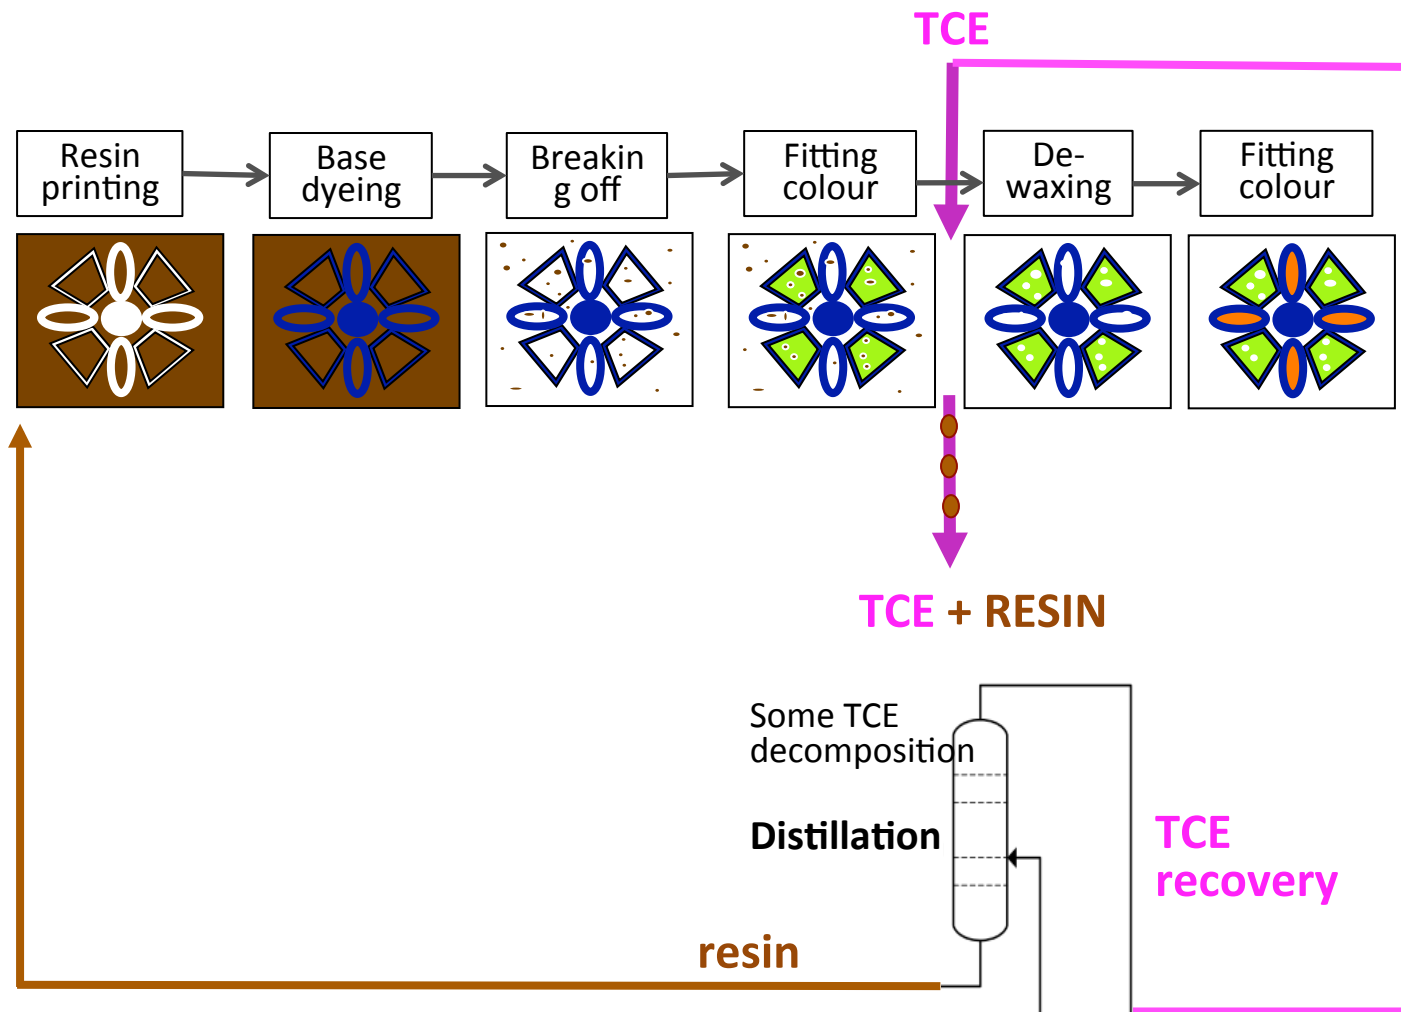 TCE
Resin
printing
Base
dyeing
Breakin
g off
Fitting
colour
De-
waxing
Fitting
colour
TCE + RESIN
Some TCE
decomposition
Distillation
TCE
recovery
resin